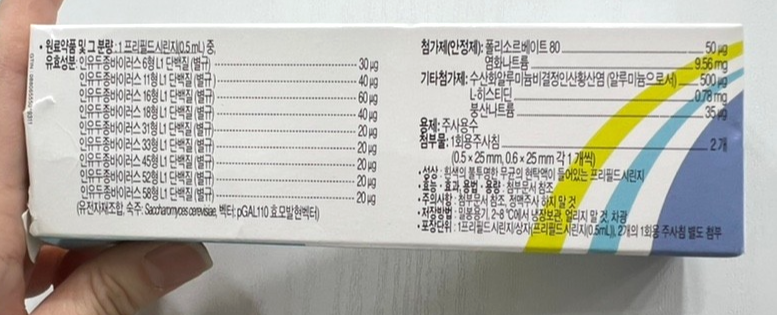 • 원료약품 및 그 분량 : 1 프리필드시린지(0.5 mL) 중,
유효성분 : 인유두종바이러스 6형 L1 단백질 (별규) 30 μg
인유두종바이러스 11형 L1 단백질 (별규) 40 μg
인유두종바이러스 16형 L1 단백질 (별규) 60 μg
인유두종바이러스 18형 L1 단백질 (별규) 40 μg
인유두종바이러스 31형 L1 단백질 (별규) 20 μg
인유두종바이러스 33형 L1 단백질 (별규) 20 μg
인유두종바이러스 45형 L1 단백질 (별규) 20 μg
인유두종바이러스 52형 L1 단백질 (별규) 20 μg
인유두종바이러스 58형 L1 단백질 (별규) 20 μg
(유전자재조합, 숙주: Saccharomyces cerevisiae, 벡터: pGAL110 효모발현벡터)
첨가제(안정제): 폴리소르베이트 80 50 μg
염화나트륨 9.56 mg
기타첨가제: 수산화알루미늄비결정인산황산염 (알루미늄으로서) 500 μg
L-히스티딘 0.78 mg
붕산나트륨 35 μg
용제: 주사용수
첨부물: 1회용주사침 2 개
(0.5 × 25 mm, 0.6 × 25 mm 각 1 개씩)
• 성상 : 흰색의 불투명한 무균의 현탁액이 들어있는 프리필드시린지
• 효능·효과, 용법·용량 : 첨부문서 참조
• 주의사항 : 첨부문서 참조, 정맥주사 하지 말 것
• 저장방법 : 밀봉용기, 2~8 °C에서 냉장보관, 얼리지 말 것, 차광
• 포장단위 : 1프리필드시린지/상자(프리필드시린지(0.5mL)), 2개의 1회용 주사침 별도 첨부